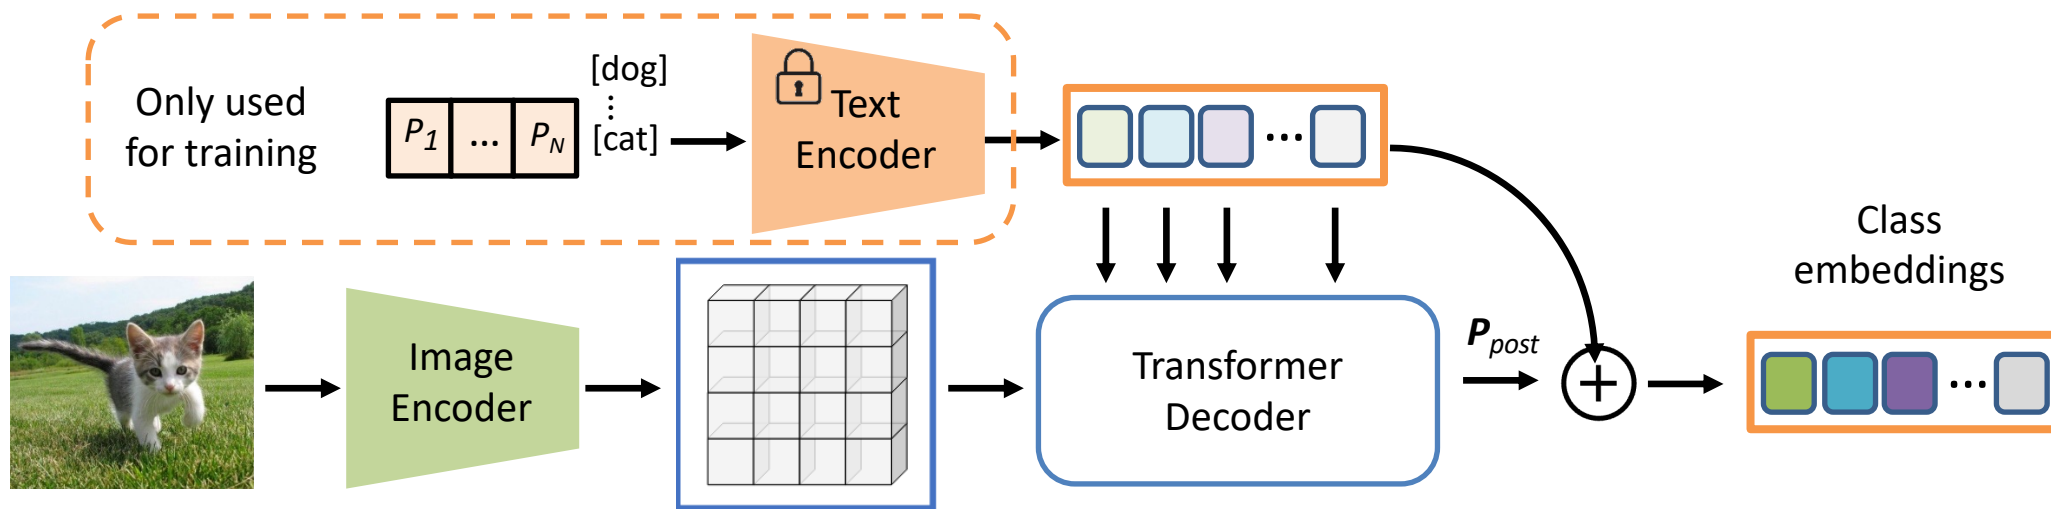 Only used
for training
P1 ... PN
[dog]
⋮
[cat]
Text
Encoder
...
Class
embeddings
Image
Encoder
Transformer
Decoder
Ppost
+
...